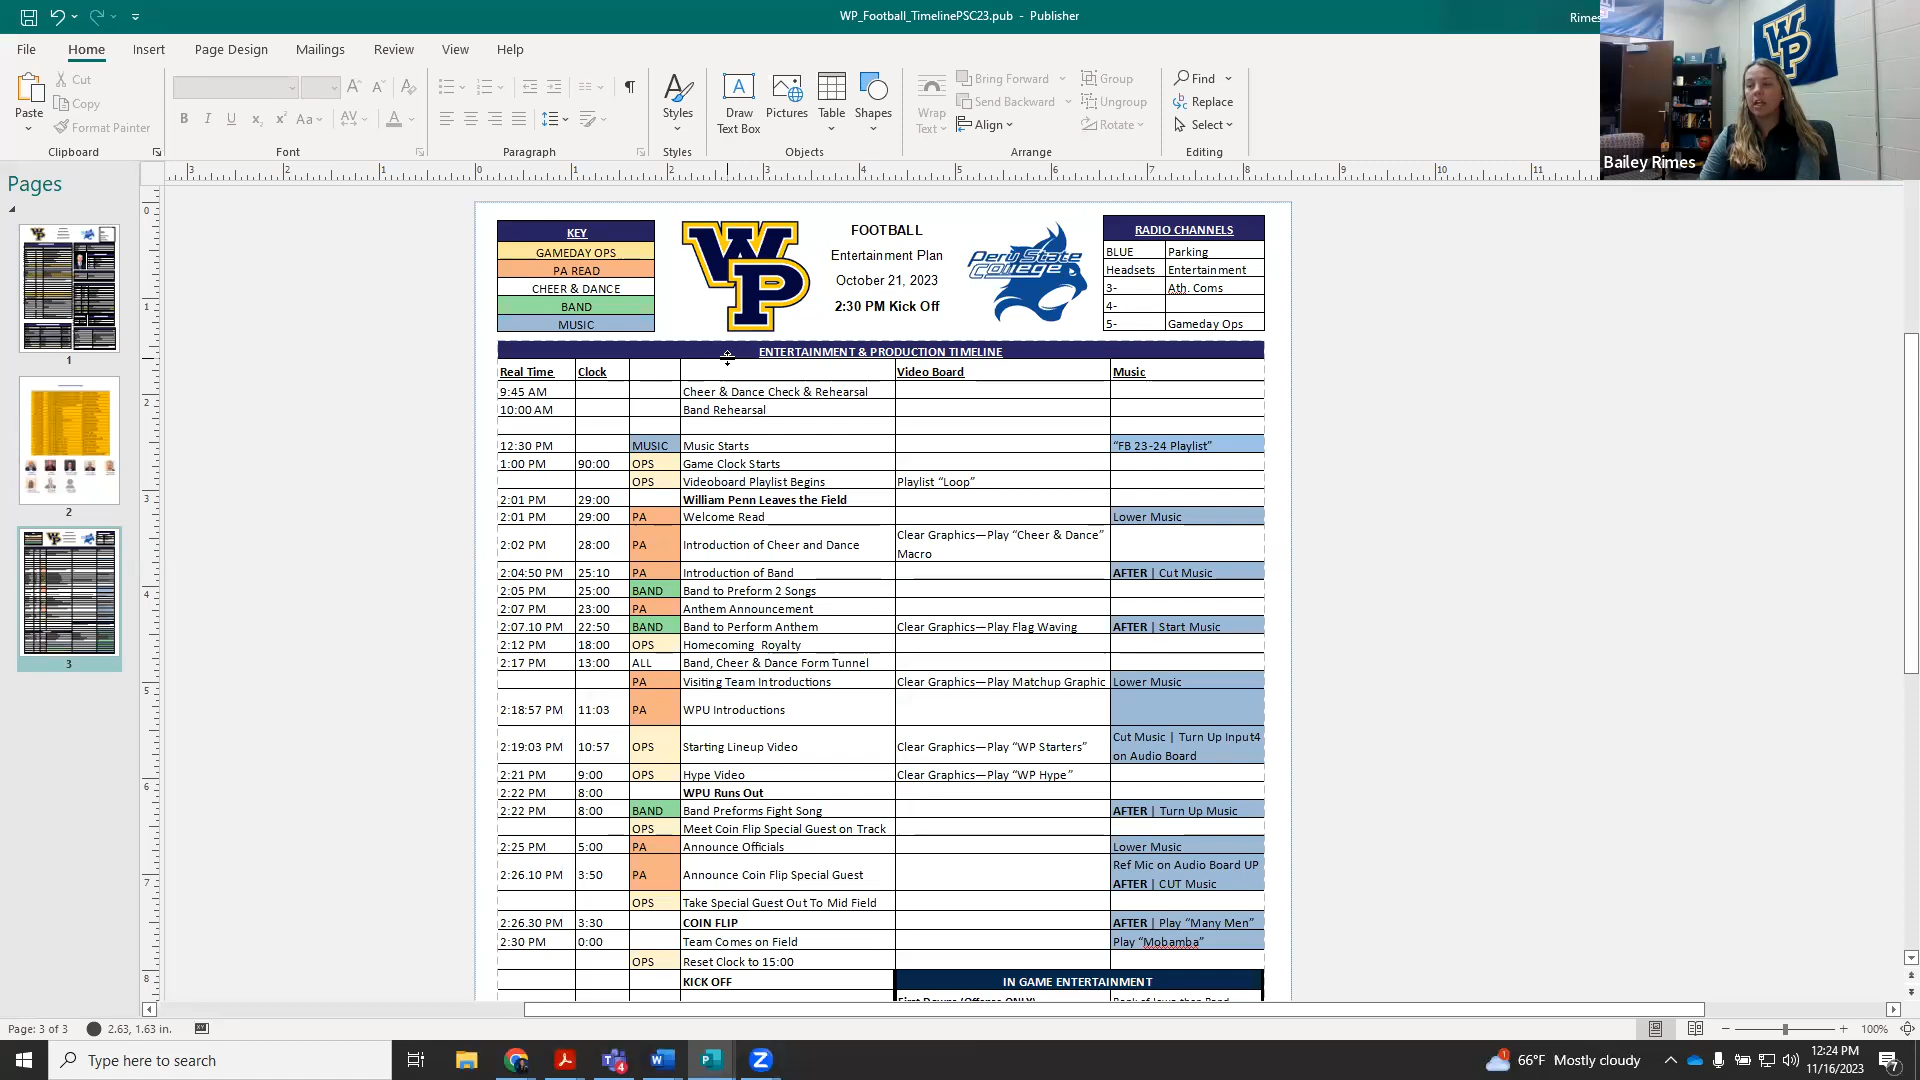 WP_Football_TimelinePSC23.pub - Publisher
Rimes
File Home Insert Page Design Mailings Review View Help
Paste
Cut
Copy
Format Painter
Clipboard
Font
Paragraph
Styles
Styles
Draw Text Box
Pictures
Table
Shapes
Objects
Wrap Text
Bring Forward
Send Backward
Align
Group
Ungroup
Rotate
Arrange
Find
Replace
Select
Editing
WP
Bailey Rimes
Pages
1
2
3
KEY
GAMEDAY OPS
PA READ
CHEER & DANCE
BAND
MUSIC
WP
FOOTBALL
Entertainment Plan
October 21, 2023
2:30 PM Kick Off
Peru State College
RADIO CHANNELS
BLUE Parking
Headsets Entertainment
3- Ath. Coms
4-
5- Gameday Ops
ENTERTAINMENT & PRODUCTION TIMELINE
Real Time Clock Video Board Music
9:45 AM Cheer & Dance Check & Rehearsal
10:00 AM Band Rehearsal
12:30 PM MUSIC Music Starts “FB 23-24 Playlist”
1:00 PM 90:00 OPS Game Clock Starts
OPS Videoboard Playlist Begins Playlist “Loop”
2:01 PM 29:00 William Penn Leaves the Field
2:01 PM 29:00 PA Welcome Read Lower Music
2:02 PM 28:00 PA Introduction of Cheer and Dance Clear Graphics—Play “Cheer & Dance” Macro
2:04:50 PM 25:10 PA Introduction of Band AFTER | Cut Music
2:05 PM 25:00 BAND Band to Preform 2 Songs
2:07 PM 23:00 PA Anthem Announcement
2:07.10 PM 22:50 BAND Band to Perform Anthem Clear Graphics—Play Flag Waving AFTER | Start Music
2:12 PM 18:00 OPS Homecoming Royalty
2:17 PM 13:00 ALL Band, Cheer & Dance Form Tunnel
PA Visiting Team Introductions Clear Graphics—Play Matchup Graphic Lower Music
2:18:57 PM 11:03 PA WPU Introductions
2:19:03 PM 10:57 OPS Starting Lineup Video Clear Graphics—Play “WP Starters” Cut Music | Turn Up Input4 on Audio Board
2:21 PM 9:00 OPS Hype Video Clear Graphics—Play “WP Hype”
2:22 PM 8:00 WPU Runs Out
2:22 PM 8:00 BAND Band Preforms Fight Song AFTER | Turn Up Music
OPS Meet Coin Flip Special Guest on Track
2:25 PM 5:00 PA Announce Officials Lower Music
2:26.10 PM 3:50 PA Announce Coin Flip Special Guest Ref Mic on Audio Board UP AFTER | CUT Music
OPS Take Special Guest Out To Mid Field
2:26.30 PM 3:30 COIN FLIP AFTER | Play “Many Men”
2:30 PM 0:00 Team Comes on Field Play “Mobamba”
OPS Reset Clock to 15:00
KICK OFF IN GAME ENTERTAINMENT
Page: 3 of 3 2.63, 1.63 in. 100%
Type here to search
66°F Mostly cloudy
12:24 PM
11/16/2023